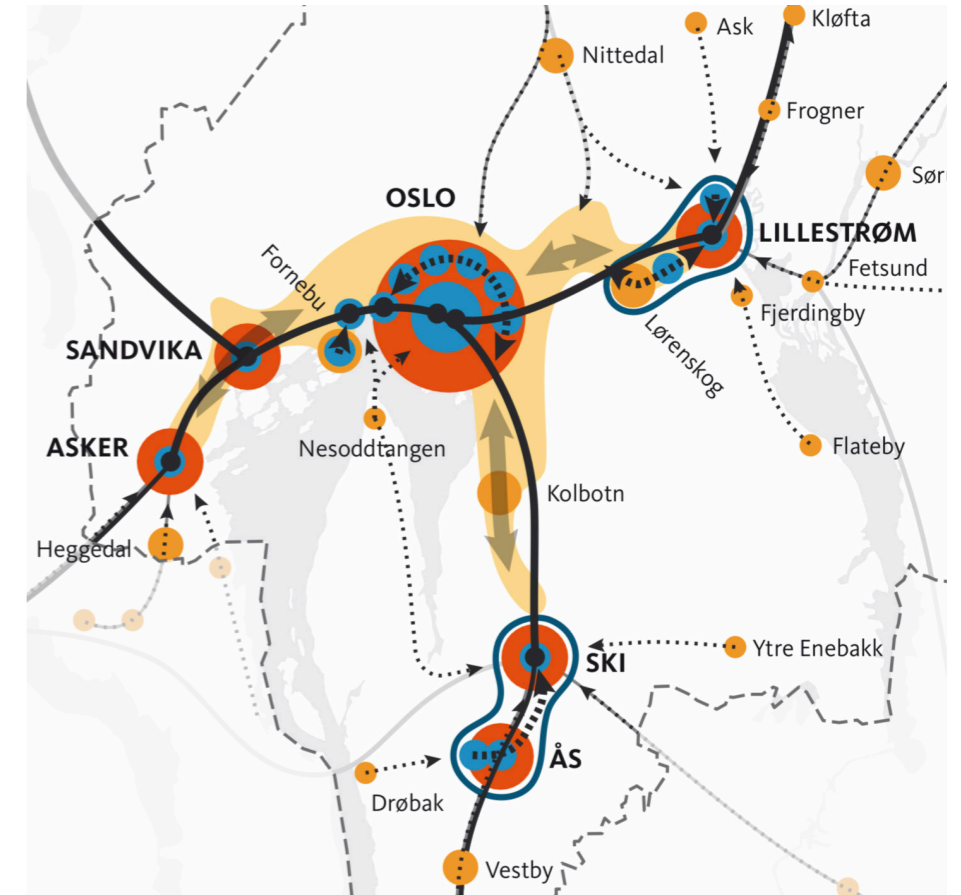 Kløfta
Ask
Nittedal
Frogner
Sør
OSLO
LILLESTRØM
Fornebu
Fetsund
Fjerdingby
SANDVIKA
Lørenskog
ASKER
Nesoddtangen
Flateby
Kolbotn
Heggedal
Ytre Enebakk
SKI
ÅS
Drøbak
Vestby